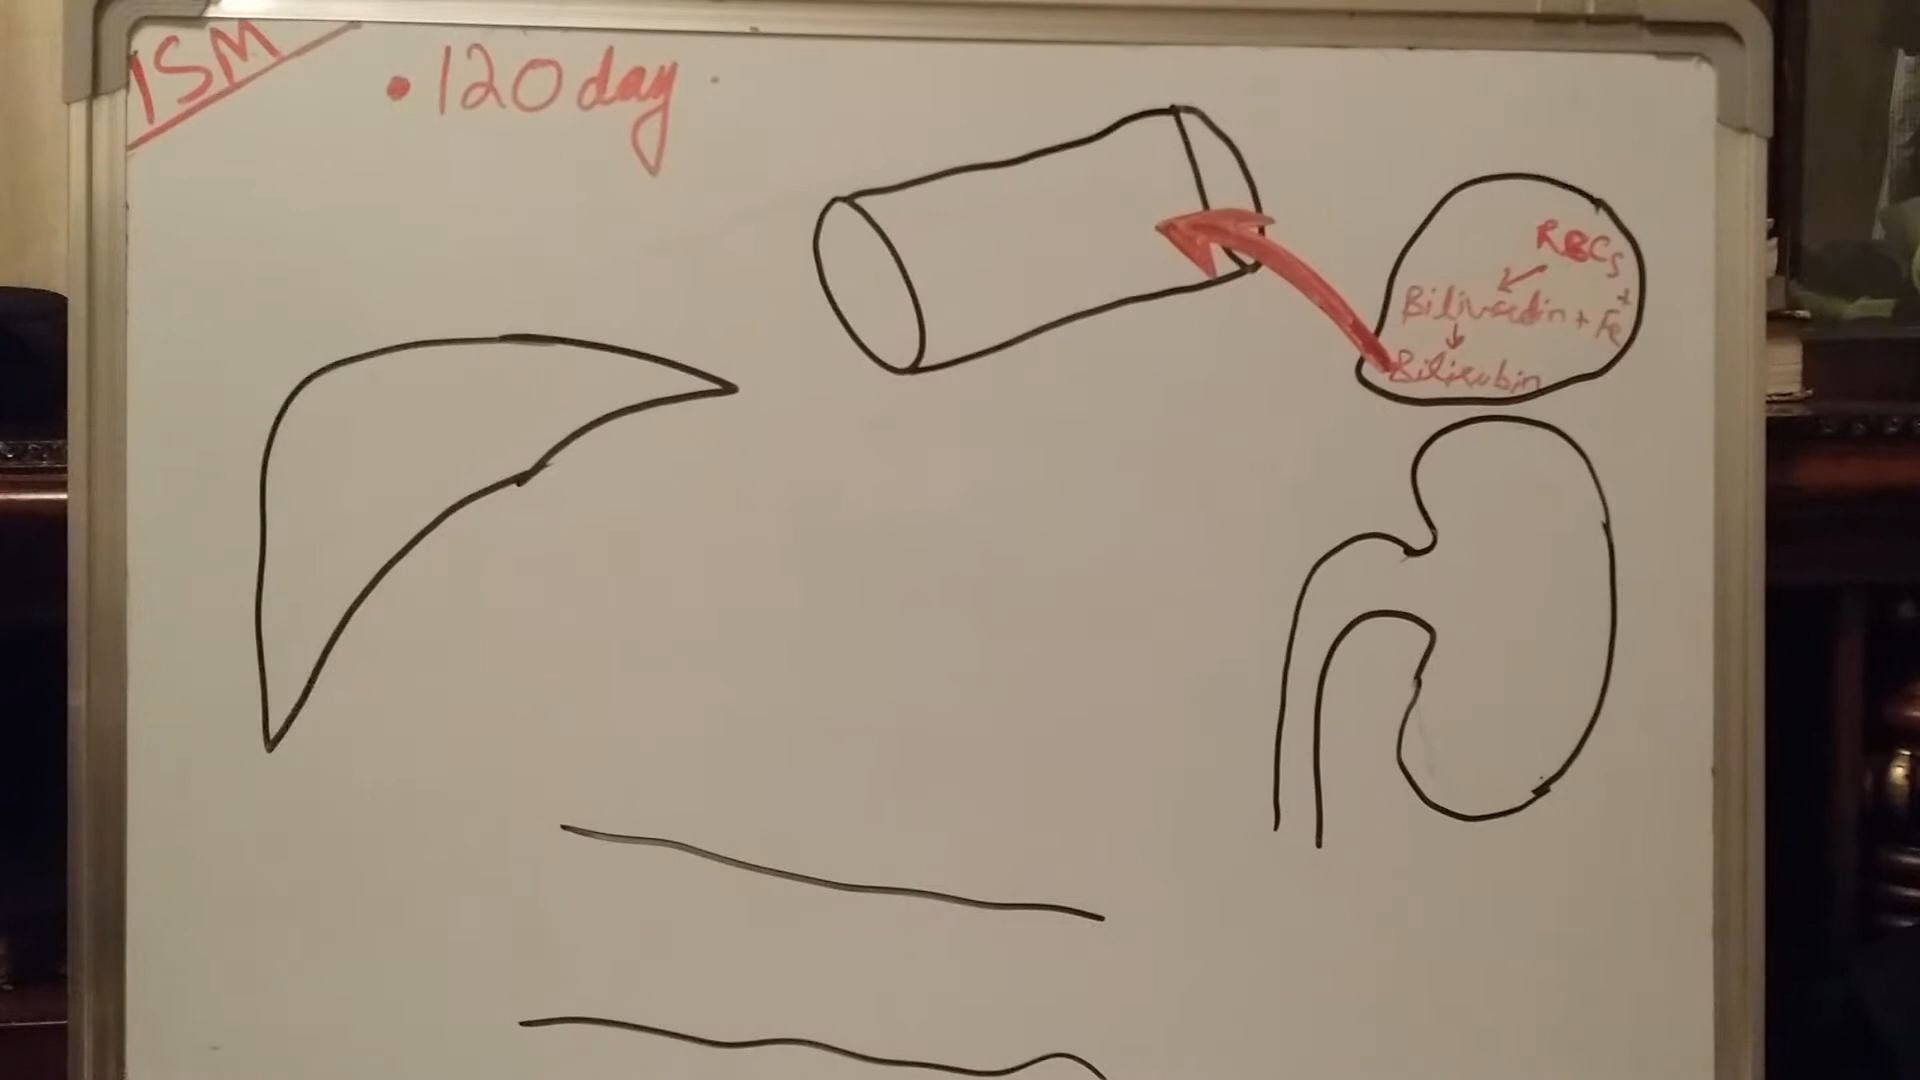 ISM
• 120 day
RBCs
Biliverdin + Fe+
Bilirubin